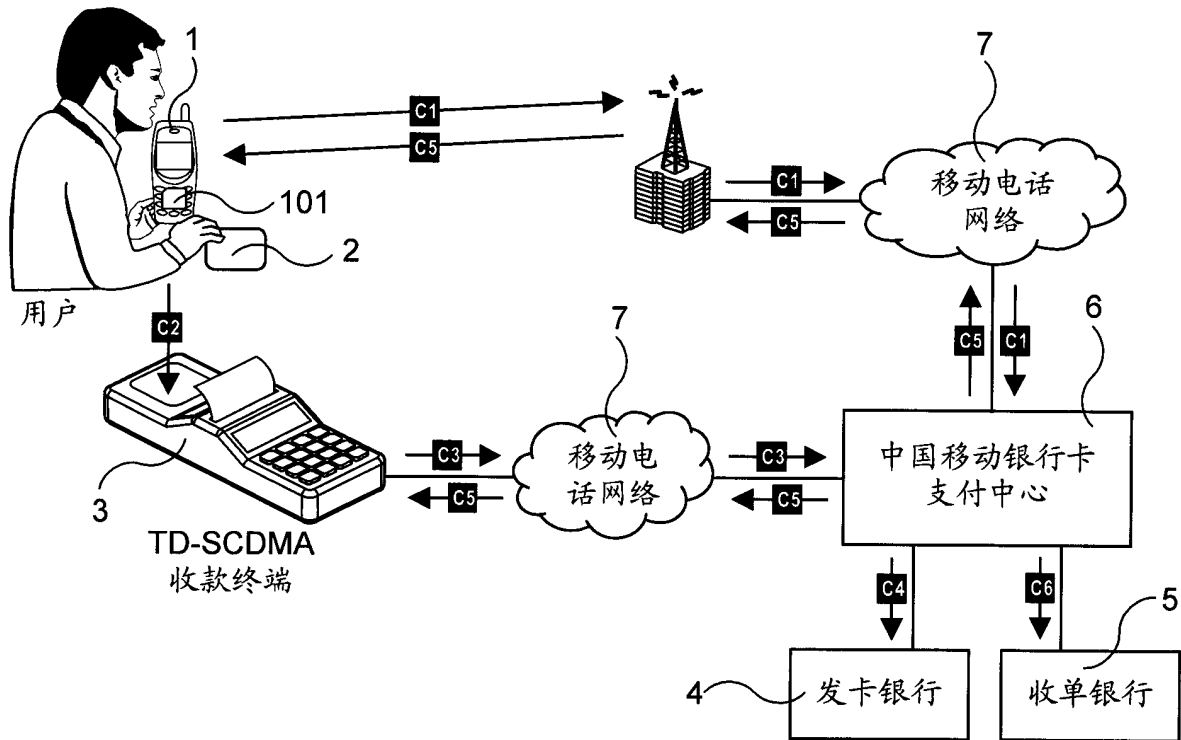 1
7
C1
C5
C1
移动电话
网络
101
C5
2
用户
C2
7
C5
C1
6
移动电
话网络
C3
C3
中国移动银行卡
支付中心
C5
C5
3
TD-SCDMA
收款终端
C4
C6
5
4
发卡银行
收单银行